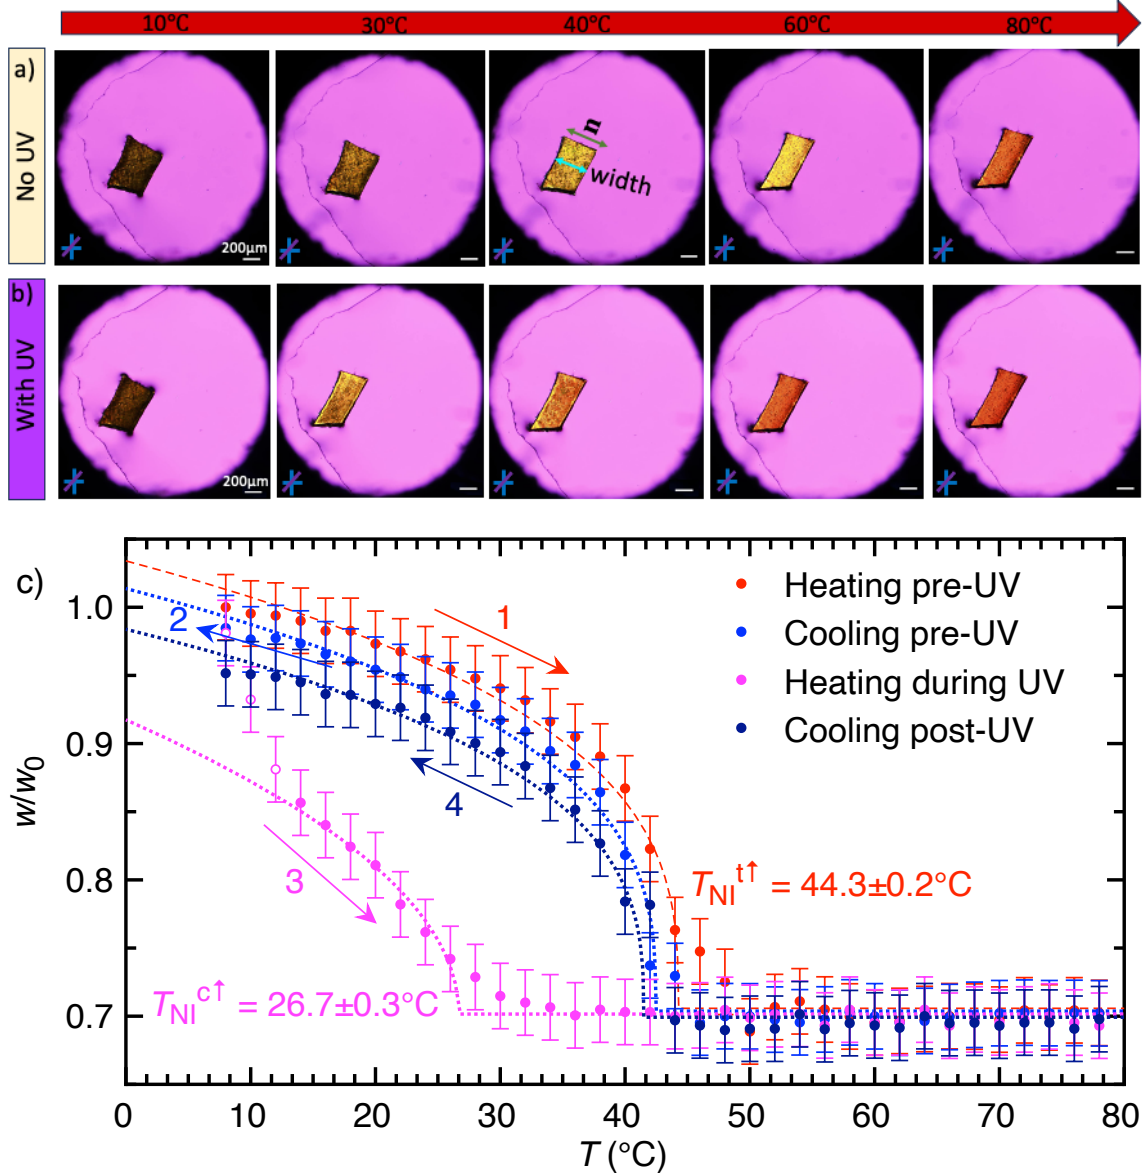 10°C 30°C 40°C 60°C 80°C
a)
No UV
n
width
200μm
b)
With UV
200μm
c)
1
2
3
4
Heating pre-UV
Cooling pre-UV
Heating during UV
Cooling post-UV
T_NI^t↑ = 44.3±0.2°C
T_NI^c↑ = 26.7±0.3°C
w/w₀
1.0
0.9
0.8
0.7
0 10 20 30 40 50 60 70 80
T (°C)